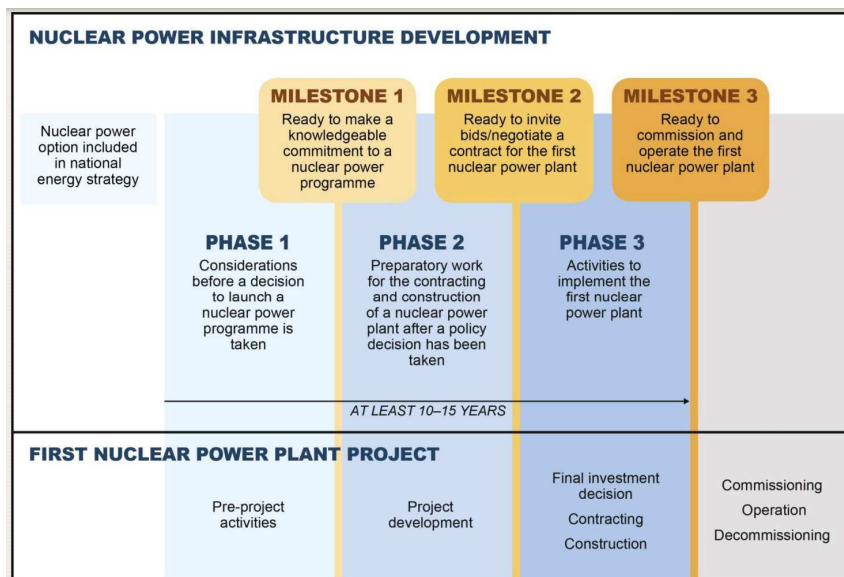 NUCLEAR POWER INFRASTRUCTURE DEVELOPMENT
Nuclear power
option included
in national
energy strategy
MILESTONE 1
Ready to make a
knowledgeable
commitment to a
nuclear power
programme
MILESTONE 2
Ready to invite
bids/negotiate a
contract for the first
nuclear power plant
MILESTONE 3
Ready to
commission and
operate the first
nuclear power plant
PHASE 1
Considerations
before a decision
to launch a
nuclear power
programme is
taken
PHASE 2
Preparatory work
for the contracting
and construction
of a nuclear power
plant after a policy
decision has been
taken
PHASE 3
Activities to
implement the
first nuclear
power plant
AT LEAST 10–15 YEARS
FIRST NUCLEAR POWER PLANT PROJECT
Pre-project
activities
Project
development
Final investment
decision
Contracting
Construction
Commissioning
Operation
Decommissioning